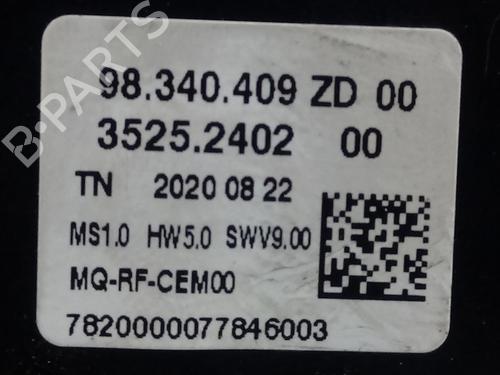 B-PARTS
98.340.409 ZD 00
3525.2402 00
TN 2020 08 22
MS1.0 HW5.0 SWV9.00
MQ-RF-CEM00
7820000077846003